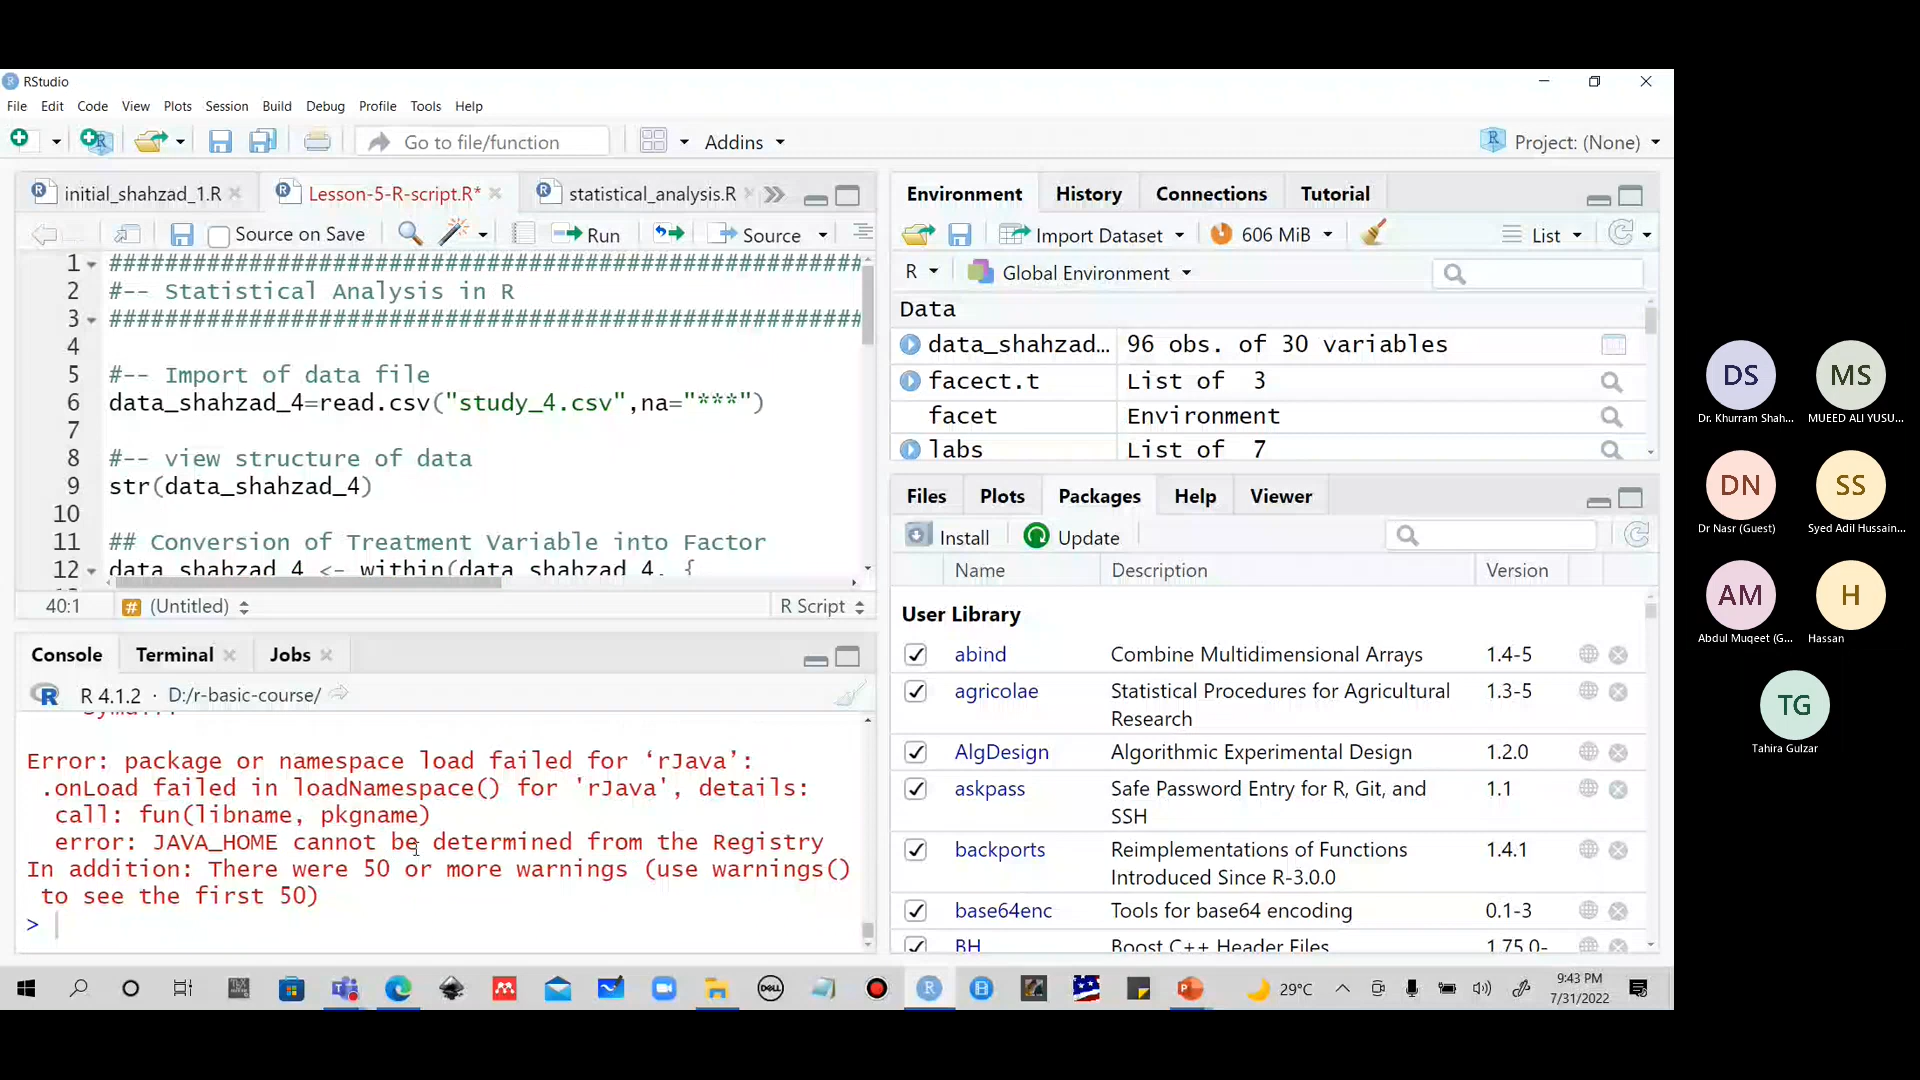 RStudio
File Edit Code View Plots Session Build Debug Profile Tools Help
Go to file/function Addins Project: (None)
initial_shahzad_1.R Lesson-5-R-script.R* statistical_analysis.R
Source on Save Run Source
1 ######################################################
2 #-- Statistical Analysis in R
3 ######################################################
4
5 #-- Import of data file
6 data_shahzad_4=read.csv("study_4.csv",na="***")
7
8 #-- view structure of data
9 str(data_shahzad_4)
10
11 ## Conversion of Treatment Variable into Factor
12 data_shahzad_4 <- within(data_shahzad_4, {
40:1 (Untitled) R Script
Console Terminal Jobs
R 4.1.2 · D:/r-basic-course/
Error: package or namespace load failed for ‘rJava’:
.onLoad failed in loadNamespace() for 'rJava', details:
call: fun(libname, pkgname)
error: JAVA_HOME cannot be determined from the Registry
In addition: There were 50 or more warnings (use warnings()
to see the first 50)
>
Environment History Connections Tutorial
Import Dataset 606 MiB List
R Global Environment
Data
data_shahzad… 96 obs. of 30 variables
facect.t List of 3
facet Environment
labs List of 7
Files Plots Packages Help Viewer
Install Update
Name Description Version
User Library
abind Combine Multidimensional Arrays 1.4-5
agricolae Statistical Procedures for Agricultural 1.3-5
Research
AlgDesign Algorithmic Experimental Design 1.2.0
askpass Safe Password Entry for R, Git, and 1.1
SSH
backports Reimplementations of Functions 1.4.1
Introduced Since R-3.0.0
base64enc Tools for base64 encoding 0.1-3
BH Boost C++ Header Files 1.75.0-
29°C
9:43 PM
7/31/2022
DS MS
Dr. Khurram Shah... MUEED ALI YUSU...
DN SS
Dr Nasr (Guest) Syed Adil Hussain...
AM H
Abdul Muqeet (G... Hassan
TG
Tahira Gulzar
DELL